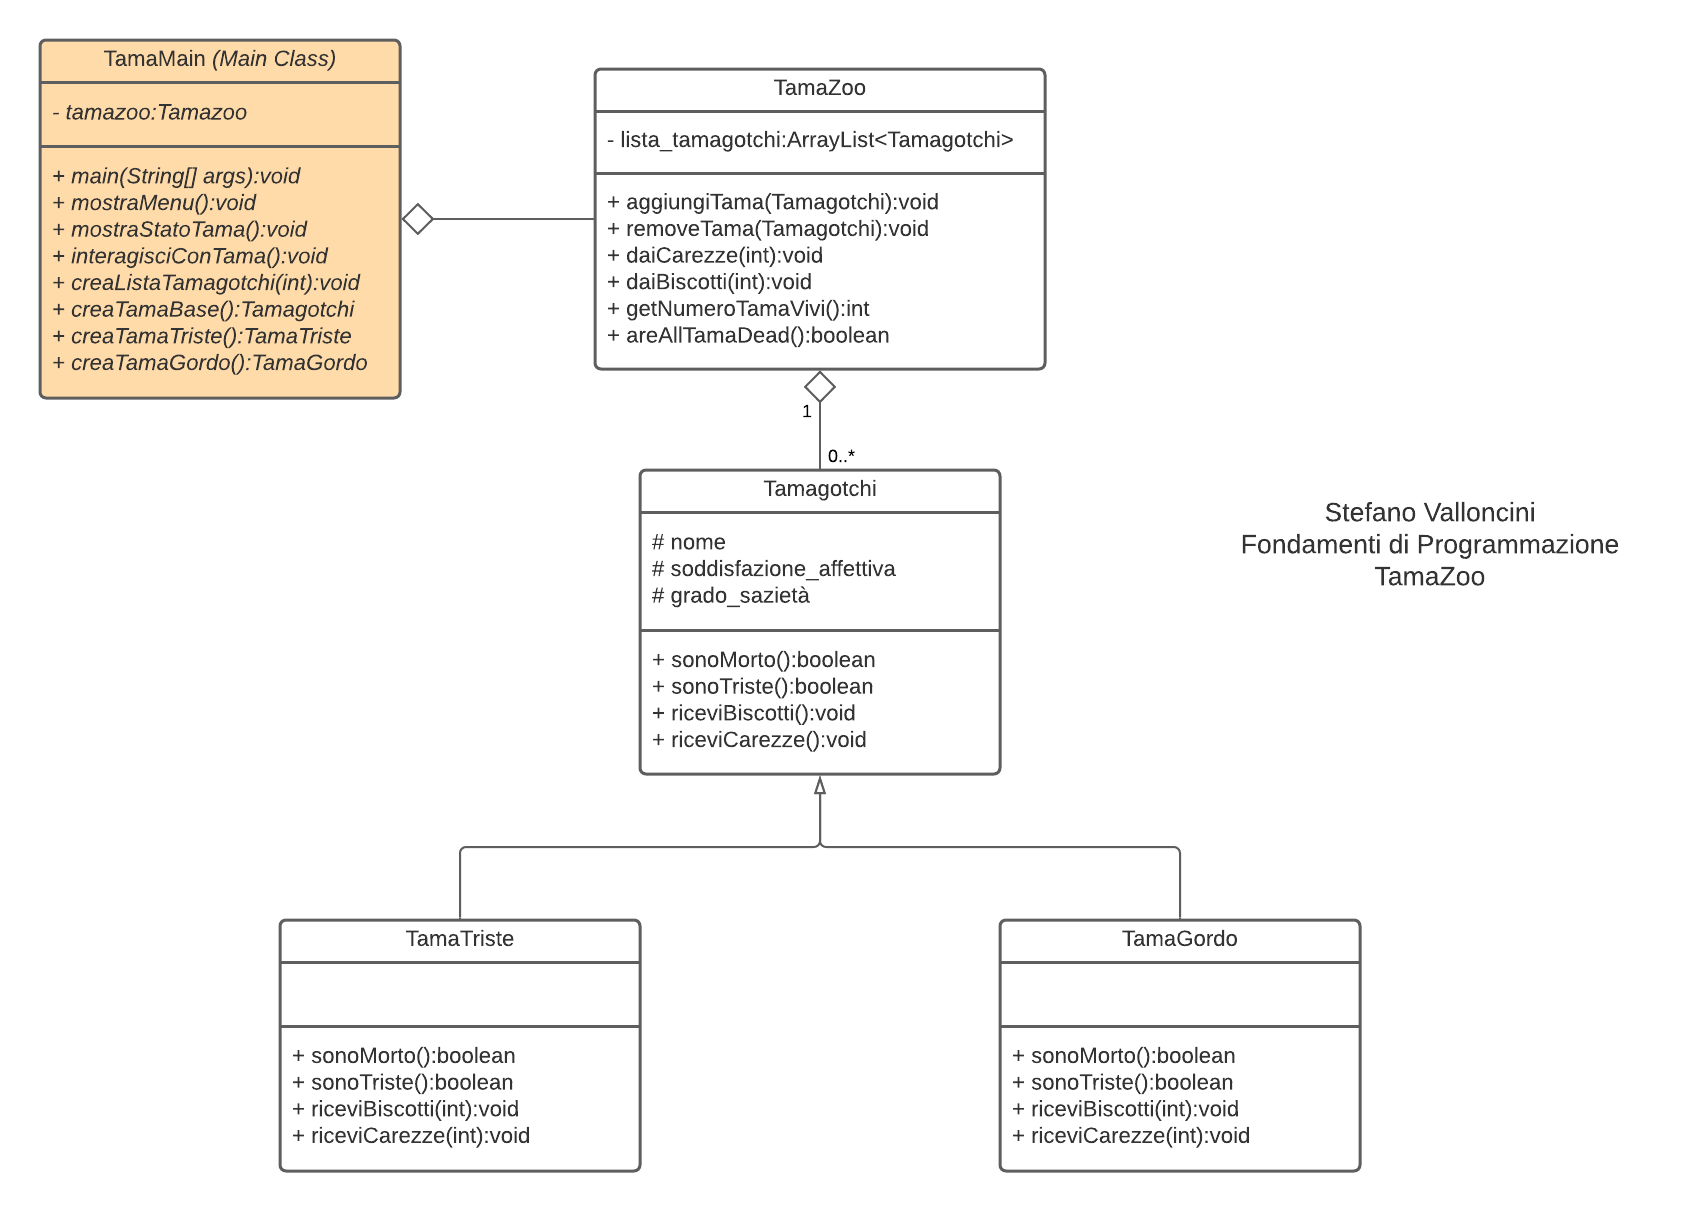 TamaMain (Main Class)
- tamazoo:Tamazoo
+ main(String[] args):void
+ mostraMenu():void
+ mostraStatoTama():void
+ interagisciConTama():void
+ creaListaTamagotchi(int):void
+ creaTamaBase():Tamagotchi
+ creaTamaTriste():TamaTriste
+ creaTamaGordo():TamaGordo
TamaZoo
- lista_tamagotchi:ArrayList<Tamagotchi>
+ aggiungiTama(Tamagotchi):void
+ removeTama(Tamagotchi):void
+ daiCarezze(int):void
+ daiBiscotti(int):void
+ getNumeroTamaVivi():int
+ areAllTamaDead():boolean
1
0..*
Tamagotchi
# nome
# soddisfazione_affettiva
# grado_sazietà
+ sonoMorto():boolean
+ sonoTriste():boolean
+ riceviBiscotti():void
+ riceviCarezze():void
Stefano Valloncini
Fondamenti di Programmazione
TamaZoo
TamaTriste
+ sonoMorto():boolean
+ sonoTriste():boolean
+ riceviBiscotti(int):void
+ riceviCarezze(int):void
TamaGordo
+ sonoMorto():boolean
+ sonoTriste():boolean
+ riceviBiscotti(int):void
+ riceviCarezze(int):void